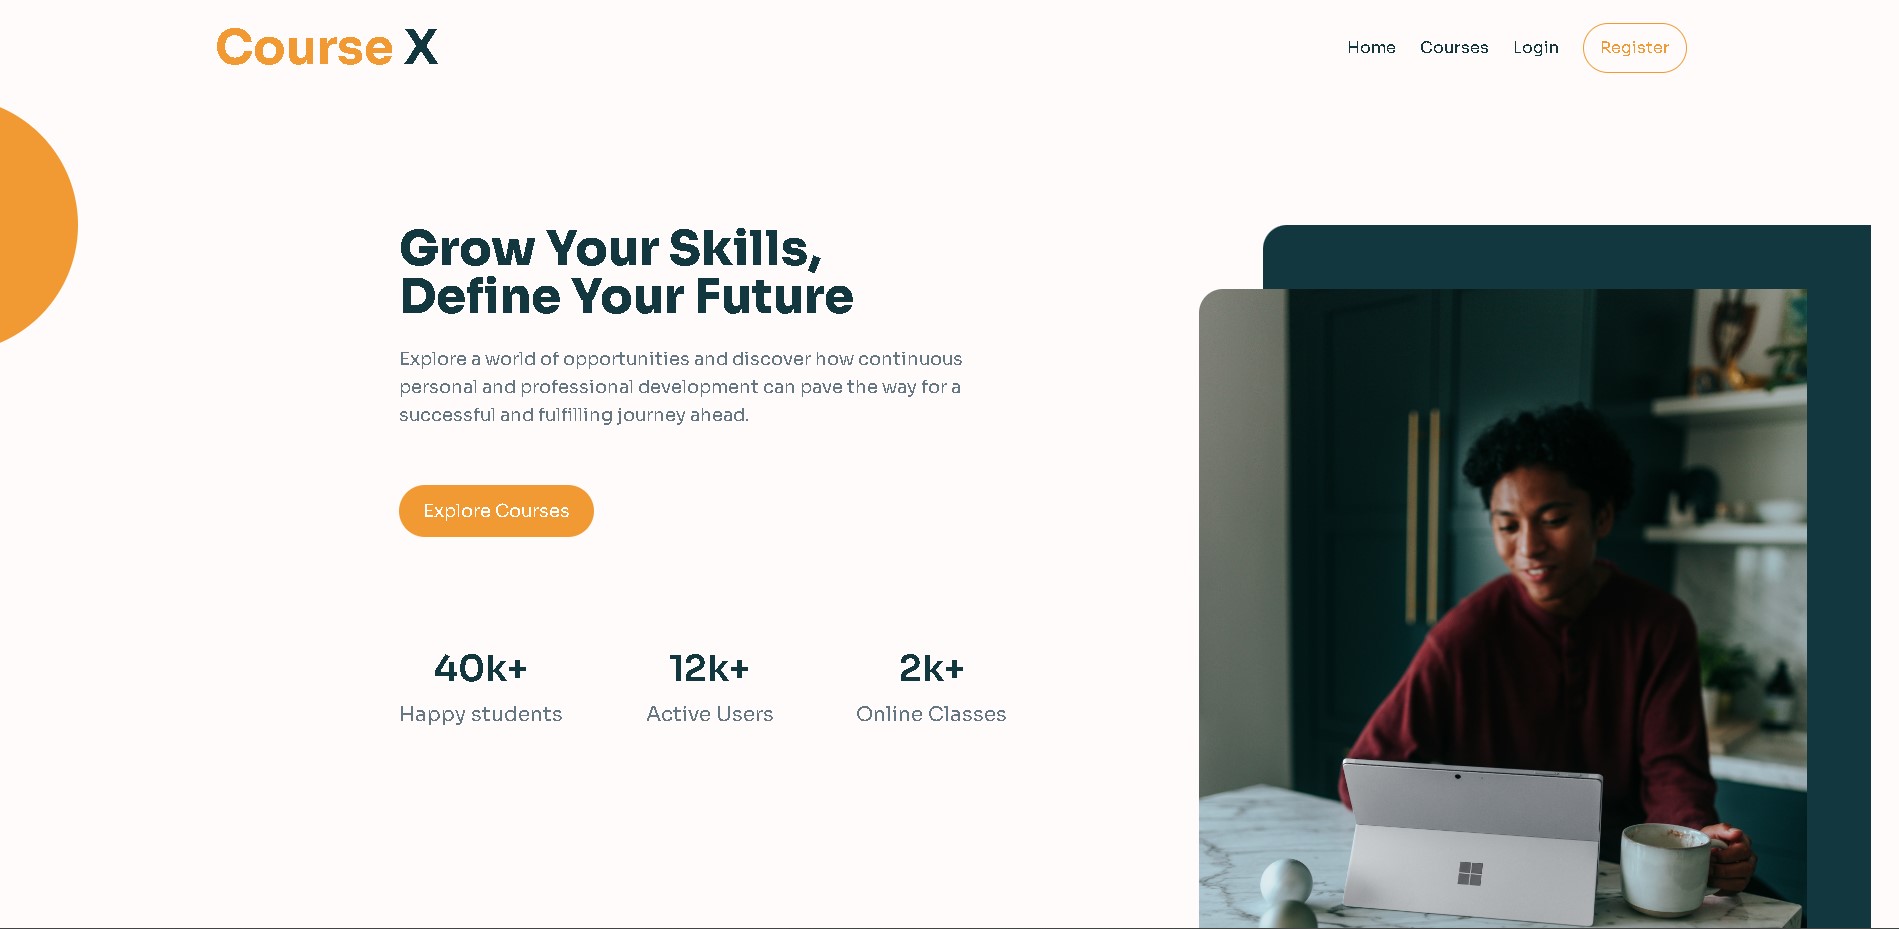 Course X
Home
Courses
Login
Register
Grow Your Skills,
Define Your Future
Explore a world of opportunities and discover how continuous
personal and professional development can pave the way for a
successful and fulfilling journey ahead.
Explore Courses
40k+
Happy students
12k+
Active Users
2k+
Online Classes